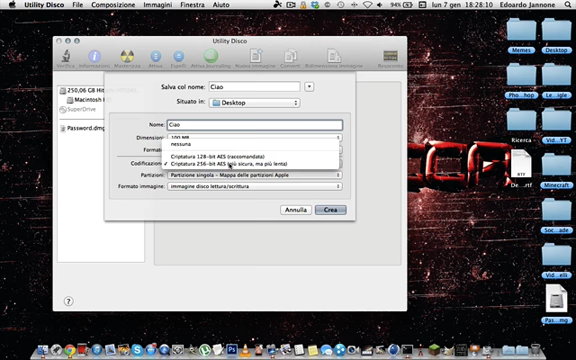 Utility Disco File Composizione Immagini Finestra Aiuto 94% lun 7 gen 18:28:10 Edoardo Jannone
Utility Disco
Verifica Informazioni Masterizza Attiva Espelli Attiva Journaling Nuova immagine Converti Ridimensiona immagine Resoconto
250,06 GB Hit
Macintosh
SuperDrive
Password.dmg
Salva col nome: Ciao
Situato in: Desktop
Nome: Ciao
Dimensioni: 100 MB
nessuna
Formato
Criptatura 128-bit AES (raccomandata)
Codificazione ✓ Criptatura 256-bit AES (più sicura, ma più lenta)
Partizioni: Partizione singola - Mappa delle partizioni Apple
Formato immagine: immagine disco lettura/scrittura
Annulla Crea
?
Memes Desktop
Ricerca
Minecraft
RTF